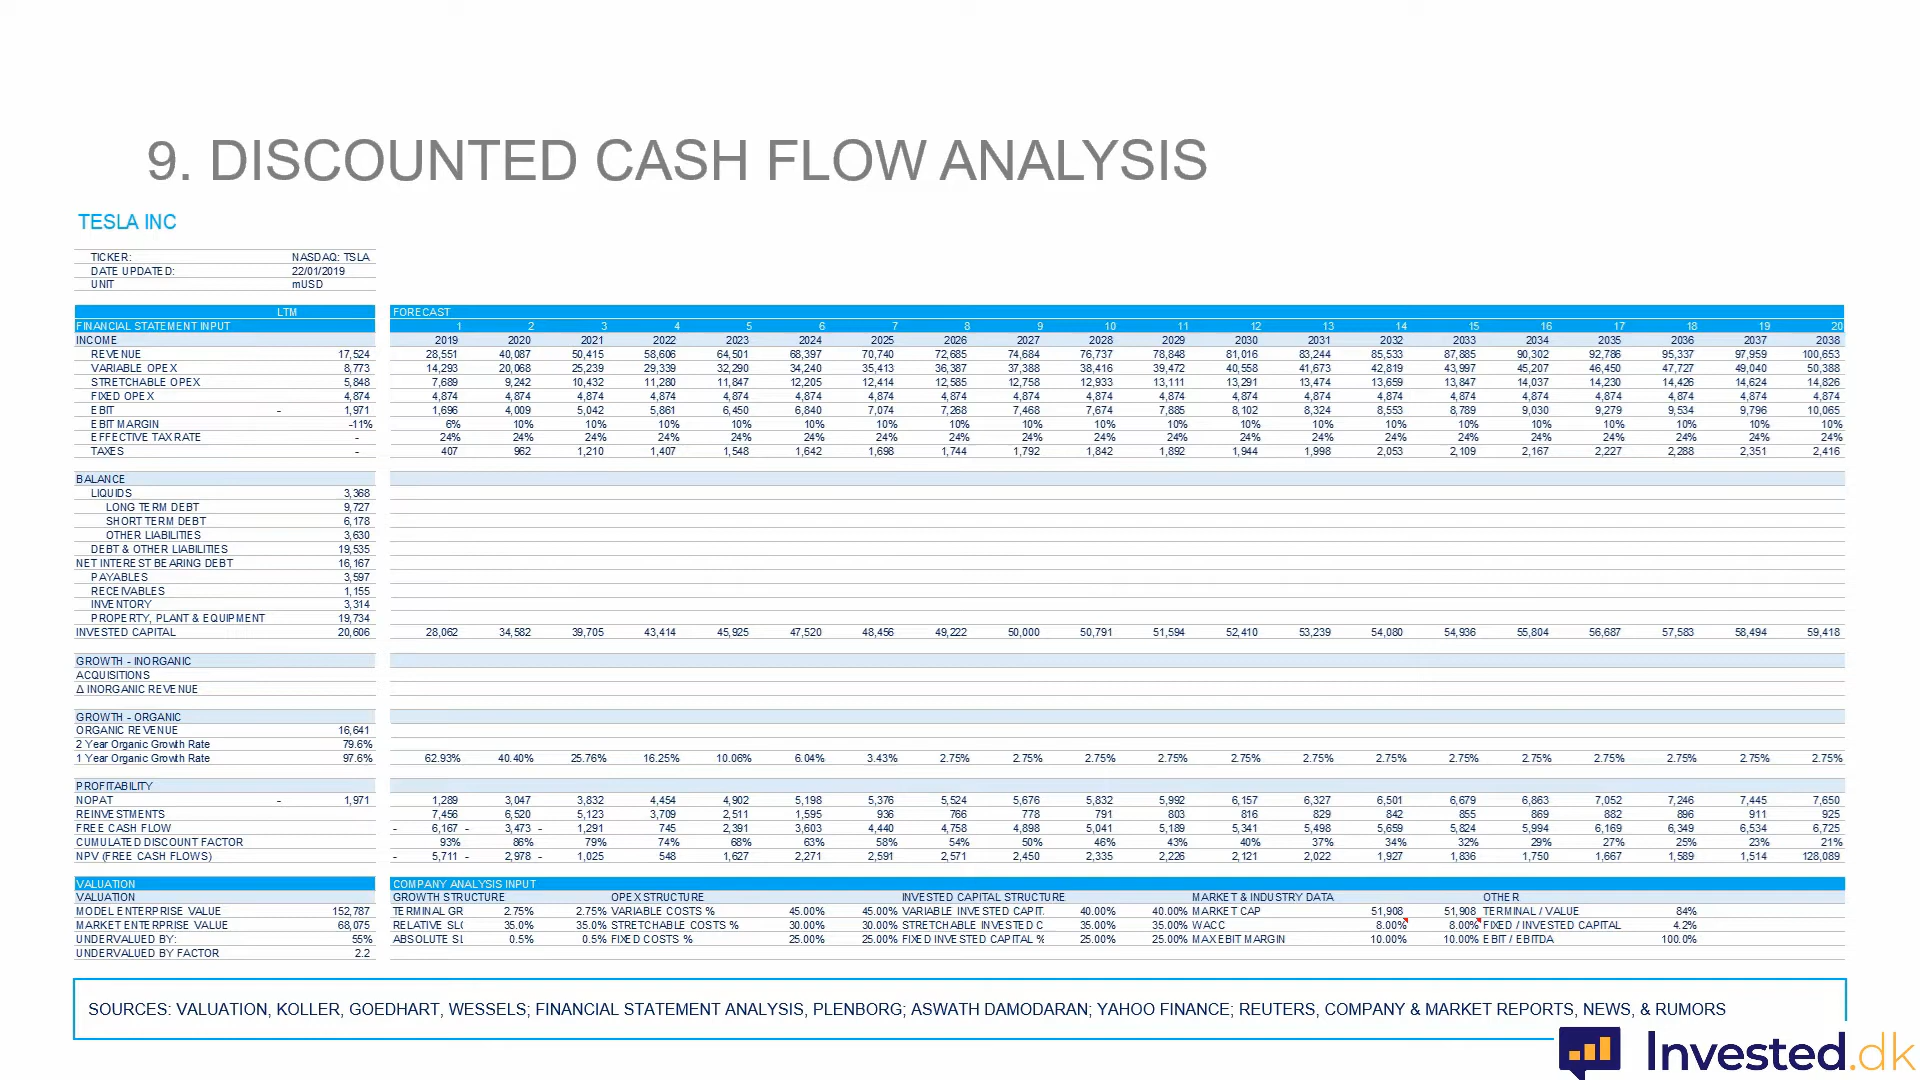 9. DISCOUNTED CASH FLOW ANALYSIS
TESLA INC
TICKER: NASDAQ: TSLA
DATE UPDATED: 22/01/2019
UNIT mUSD
LTM FORECAST
FINANCIAL STATEMENT INPUT 1 2 3 4 5 6 7 8 9 10 11 12 13 14 15 16 17 18 19 20
INCOME 2019 2020 2021 2022 2023 2024 2025 2026 2027 2028 2029 2030 2031 2032 2033 2034 2035 2036 2037 2038
REVENUE 17,524 28,551 40,087 50,415 58,606 64,501 68,397 70,740 72,685 74,684 76,737 78,848 81,016 83,244 85,533 87,885 90,302 92,786 95,337 97,959 100,653
VARIABLE OPEX 8,773 14,293 20,068 25,239 29,339 32,290 34,240 35,413 36,387 37,388 38,416 39,472 40,558 41,673 42,819 43,997 45,207 46,450 47,727 49,040 50,388
STRETCHABLE OPEX 5,848 7,689 9,242 10,432 11,280 11,847 12,205 12,414 12,585 12,758 12,933 13,111 13,291 13,474 13,659 13,847 14,037 14,230 14,426 14,624 14,826
FIXED OPEX 4,874 4,874 4,874 4,874 4,874 4,874 4,874 4,874 4,874 4,874 4,874 4,874 4,874 4,874 4,874 4,874 4,874 4,874 4,874 4,874 4,874
EBIT - 1,971 1,696 4,009 5,042 5,861 6,450 6,840 7,074 7,268 7,468 7,674 7,885 8,102 8,324 8,553 8,789 9,030 9,279 9,534 9,796 10,065
EBIT MARGIN -11% 6% 10% 10% 10% 10% 10% 10% 10% 10% 10% 10% 10% 10% 10% 10% 10% 10% 10% 10% 10%
EFFECTIVE TAX RATE - 24% 24% 24% 24% 24% 24% 24% 24% 24% 24% 24% 24% 24% 24% 24% 24% 24% 24% 24% 24%
TAXES - 407 962 1,210 1,407 1,548 1,642 1,698 1,744 1,792 1,842 1,892 1,944 1,998 2,053 2,109 2,167 2,227 2,288 2,351 2,416
BALANCE
LIQUIDS 3,368
LONG TERM DEBT 9,727
SHORT TERM DEBT 6,178
OTHER LIABILITIES 3,630
DEBT & OTHER LIABILITIES 19,535
NET INTEREST BEARING DEBT 16,167
PAYABLES 3,597
RECEIVABLES 1,155
INVENTORY 3,314
PROPERTY, PLANT & EQUIPMENT 19,734
INVESTED CAPITAL 20,606 28,062 34,582 39,705 43,414 45,925 47,520 48,456 49,222 50,000 50,791 51,594 52,410 53,239 54,080 54,936 55,804 56,687 57,583 58,494 59,418
GROWTH - INORGANIC
ACQUISITIONS
Δ INORGANIC REVENUE
GROWTH - ORGANIC
ORGANIC REVENUE 16,641
2 Year Organic Growth Rate 79.6%
1 Year Organic Growth Rate 97.6% 62.93% 40.40% 25.76% 16.25% 10.06% 6.04% 3.43% 2.75% 2.75% 2.75% 2.75% 2.75% 2.75% 2.75% 2.75% 2.75% 2.75% 2.75% 2.75% 2.75%
PROFITABILITY
NOPAT - 1,971 1,289 3,047 3,832 4,454 4,902 5,198 5,376 5,524 5,676 5,832 5,992 6,157 6,327 6,501 6,679 6,863 7,052 7,246 7,445 7,650
REINVESTMENTS 7,456 6,520 5,123 3,709 2,511 1,595 936 766 778 791 803 816 829 842 855 869 882 896 911 925
FREE CASH FLOW - 6,167 - 3,473 - 1,291 745 2,391 3,603 4,440 4,758 4,898 5,041 5,189 5,341 5,498 5,659 5,824 5,994 6,169 6,349 6,534 6,725
CUMULATED DISCOUNT FACTOR 93% 86% 79% 74% 68% 63% 58% 54% 50% 46% 43% 40% 37% 34% 32% 29% 27% 25% 23% 21%
NPV (FREE CASH FLOWS) - 5,711 - 2,978 - 1,025 548 1,627 2,271 2,591 2,571 2,450 2,335 2,226 2,121 2,022 1,927 1,836 1,750 1,667 1,589 1,514 128,089
VALUATION COMPANY ANALYSIS INPUT
VALUATION GROWTH STRUCTURE OPEX STRUCTURE INVESTED CAPITAL STRUCTURE MARKET & INDUSTRY DATA OTHER
MODEL ENTERPRISE VALUE 152,787 TERMINAL GR 2.75% 2.75% VARIABLE COSTS % 45.00% 45.00% VARIABLE INVESTED CAPIT. 40.00% 40.00% MARKET CAP 51,908 51,908 TERMINAL / VALUE 84%
MARKET ENTERPRISE VALUE 68,075 RELATIVE SL( 35.0% 35.0% STRETCHABLE COSTS % 30.00% 30.00% STRETCHABLE INVESTED C 35.00% 35.00% WACC 8.00% 8.00% FIXED / INVESTED CAPITAL 4.2%
UNDERVALUED BY: 55% ABSOLUTE SL 0.5% 0.5% FIXED COSTS % 25.00% 25.00% FIXED INVESTED CAPITAL % 25.00% 25.00% MAX EBIT MARGIN 10.00% 10.00% EBIT / EBITDA 100.0%
UNDERVALUED BY FACTOR 2.2
SOURCES: VALUATION, KOLLER, GOEDHART, WESSELS; FINANCIAL STATEMENT ANALYSIS, PLENBORG; ASWATH DAMODARAN; YAHOO FINANCE; REUTERS, COMPANY & MARKET REPORTS, NEWS, & RUMORS
Invested.dk